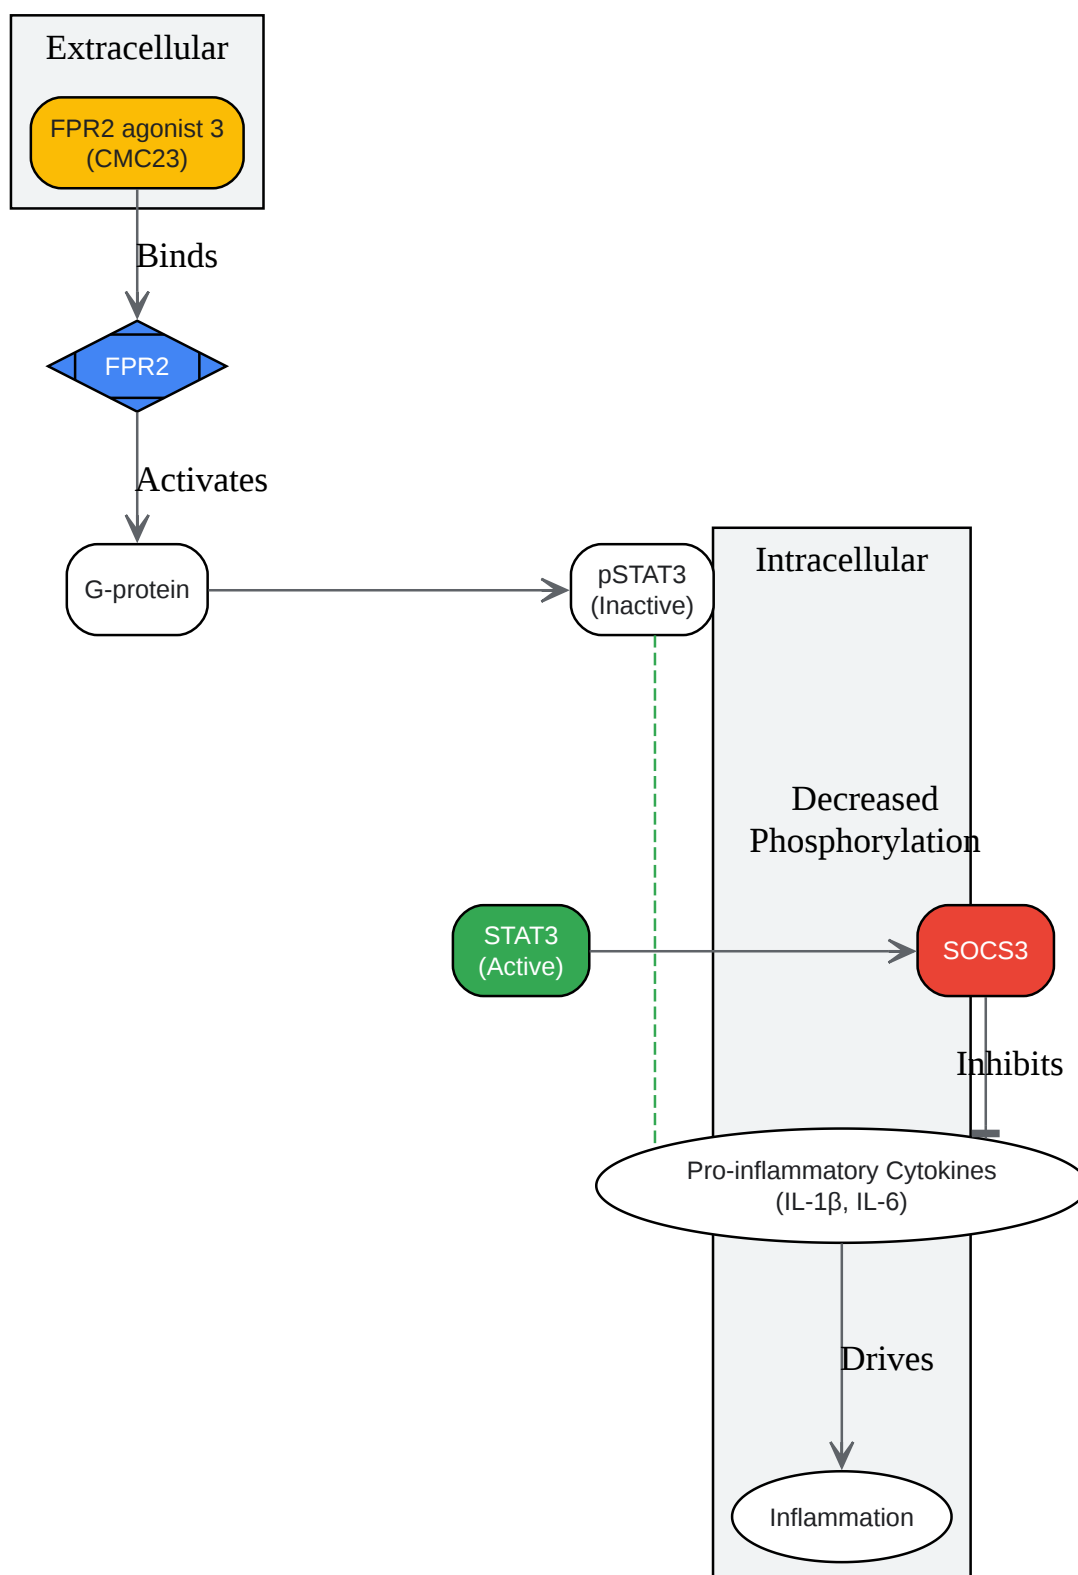 Extracellular
FPR2 agonist 3
(CMC23)
Binds
FPR2
Activates
G-protein
pSTAT3
(Inactive)
Intracellular
Decreased
Phosphorylation
STAT3
(Active)
SOCS3
Inhibits
Pro-inflammatory Cytokines
(IL-1β, IL-6)
Drives
Inflammation